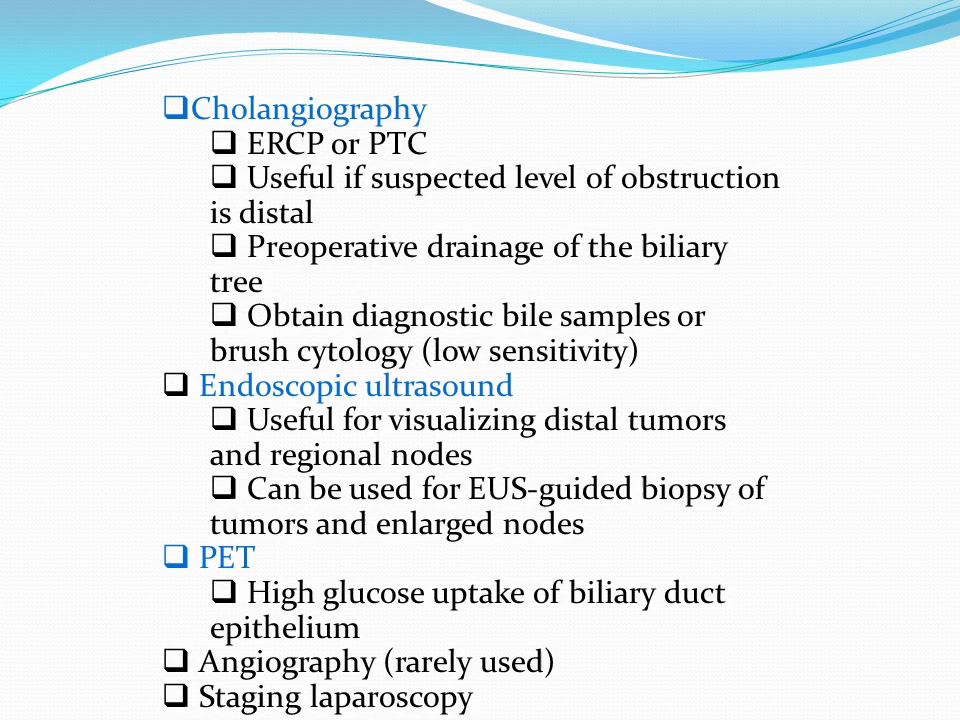 ❑Cholangiography
❑ ERCP or PTC
❑ Useful if suspected level of obstruction
is distal
❑ Preoperative drainage of the biliary
tree
❑ Obtain diagnostic bile samples or
brush cytology (low sensitivity)
❑ Endoscopic ultrasound
❑ Useful for visualizing distal tumors
and regional nodes
❑ Can be used for EUS-guided biopsy of
tumors and enlarged nodes
❑ PET
❑ High glucose uptake of biliary duct
epithelium
❑ Angiography (rarely used)
❑ Staging laparoscopy